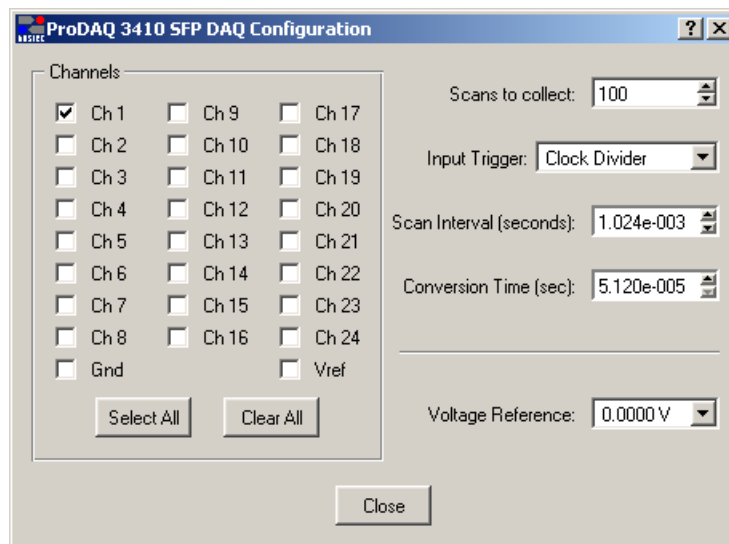 BUSTEC
ProDAQ 3410 SFP DAQ Configuration
Channels
Ch 1 Ch 9 Ch 17
Ch 2 Ch 10 Ch 18
Ch 3 Ch 11 Ch 19
Ch 4 Ch 12 Ch 20
Ch 5 Ch 13 Ch 21
Ch 6 Ch 14 Ch 22
Ch 7 Ch 15 Ch 23
Ch 8 Ch 16 Ch 24
Gnd Vref
Select All Clear All
Scans to collect: 100
Input Trigger: Clock Divider
Scan Interval (seconds): 1.024e-003
Conversion Time (sec): 5.120e-005
Voltage Reference: 0.0000 V
Close